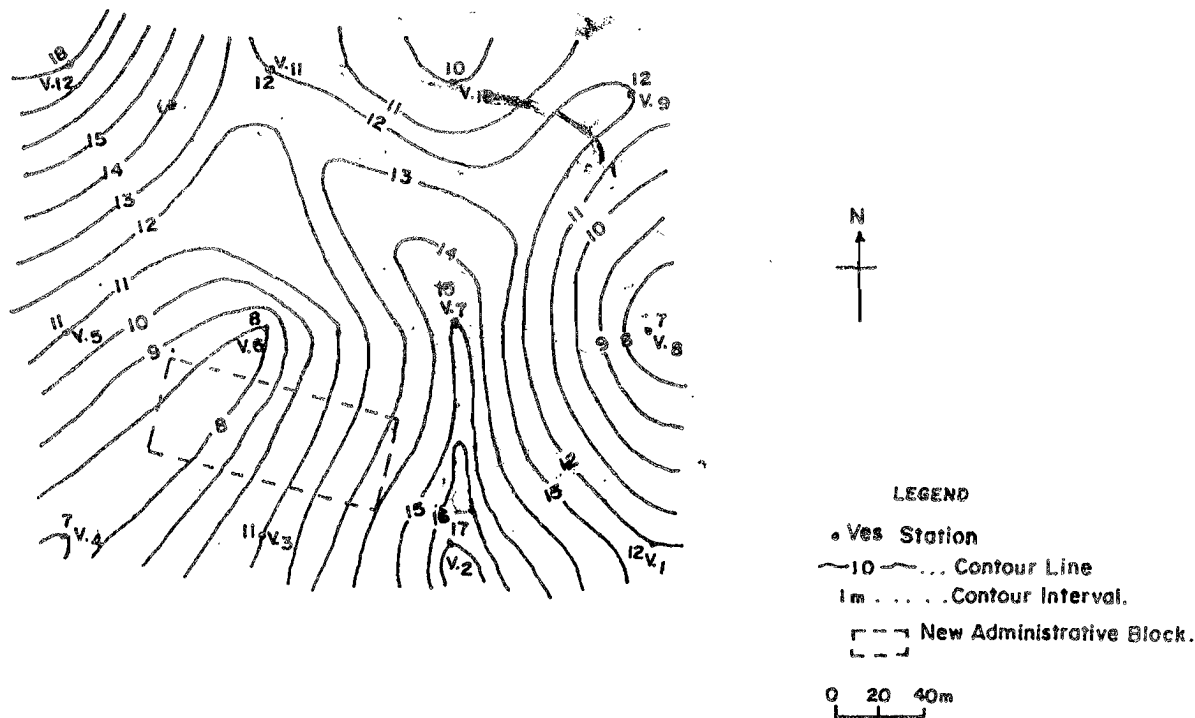 18
V.12
V.11
12
10
V.10
12
V.9
11
12
15
14
13
12
13
11
10
14
11
V.5
11
10
9
8
V.6
15
V.7
9 8
7
V.8
8
12
13
15
16
17
V.2
7
V.4
11
V.3
12
V.1
N
LEGEND
Ves Station
10 ... Contour Line
1m ..... Contour Interval.
New Administrative Block.
0 20 40m